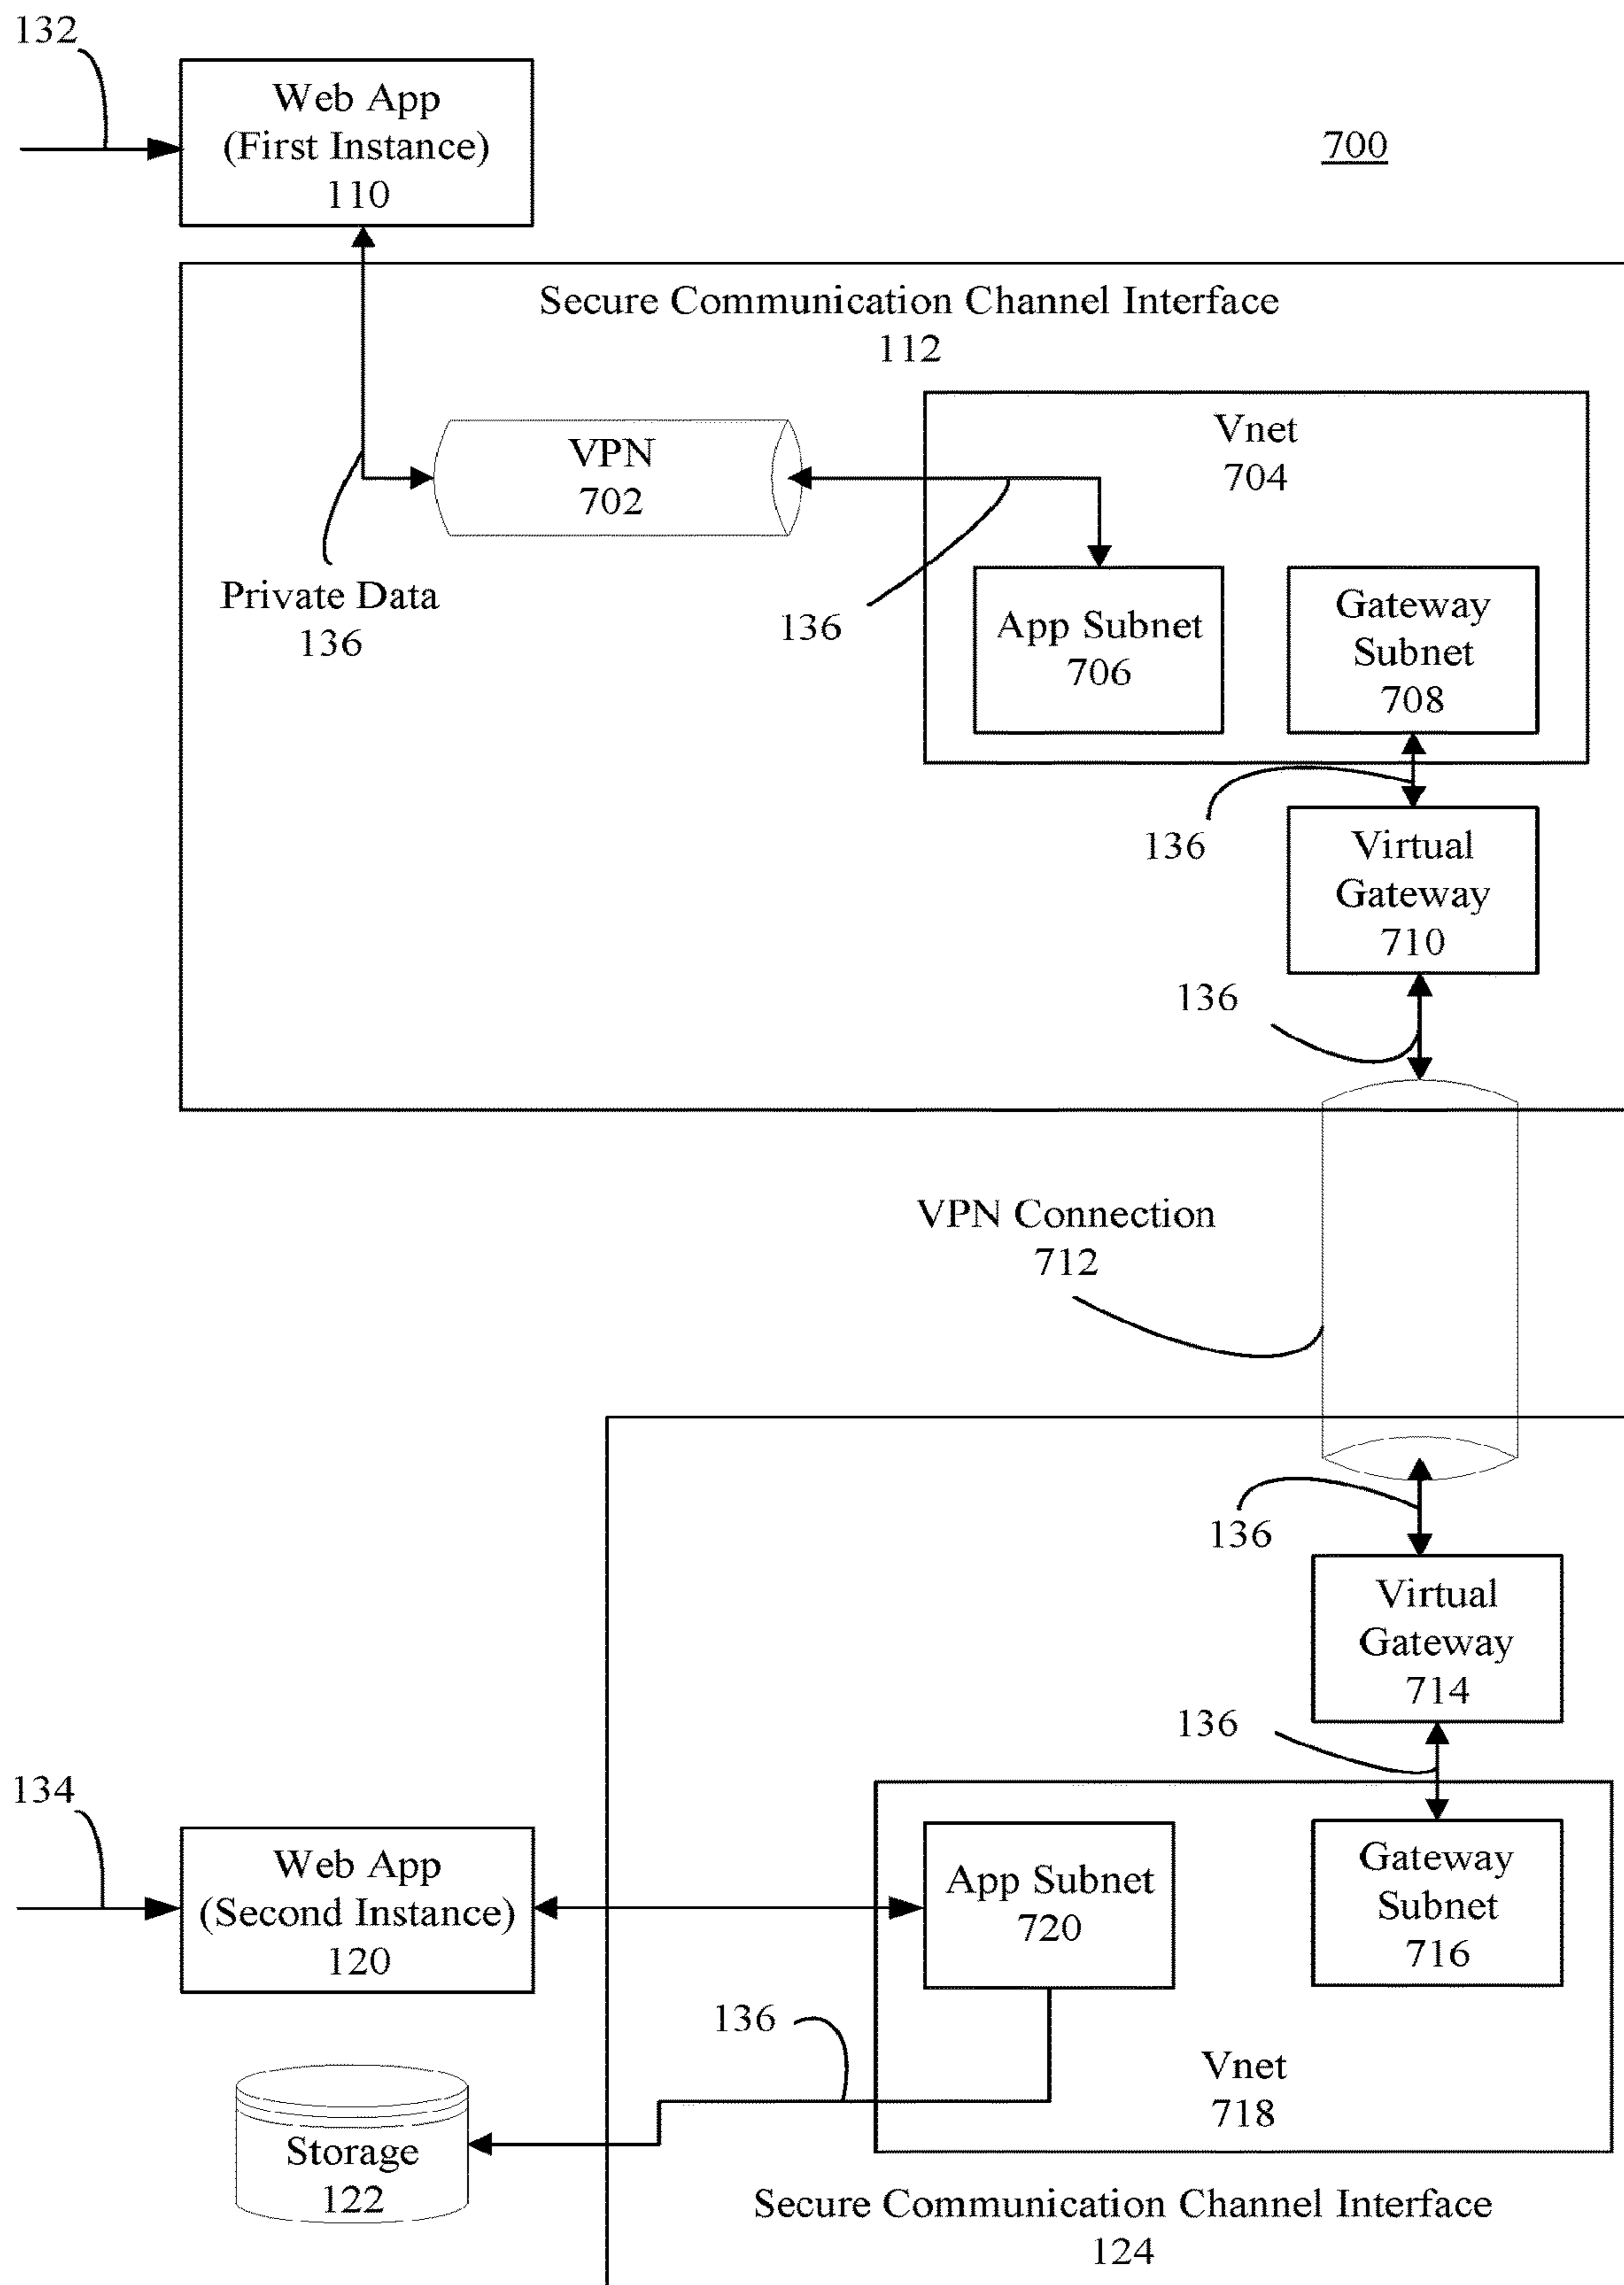 132
Web App
(First Instance)
110
700
Secure Communication Channel Interface
112
VPN
702
Vnet
704
Private Data
136
136
App Subnet
706
Gateway
Subnet
708
136
Virtual
Gateway
710
136
VPN Connection
712
136
Virtual
Gateway
714
136
134
Web App
(Second Instance)
120
App Subnet
720
Gateway
Subnet
716
136
Vnet
718
Storage
122
Secure Communication Channel Interface
124